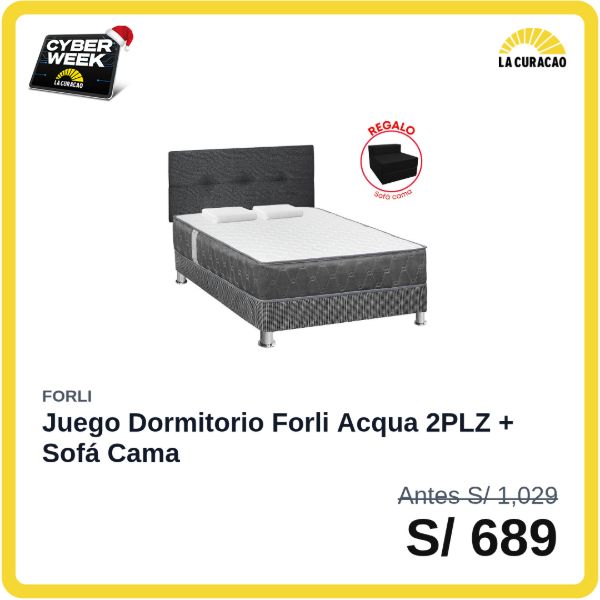 CYBER
WEEK
LA CURACAO
LA CURACAO
REGALO
Sofá cama
FORLI
Juego Dormitorio Forli Acqua 2PLZ +
Sofá Cama
Antes S/ 1,029
S/ 689